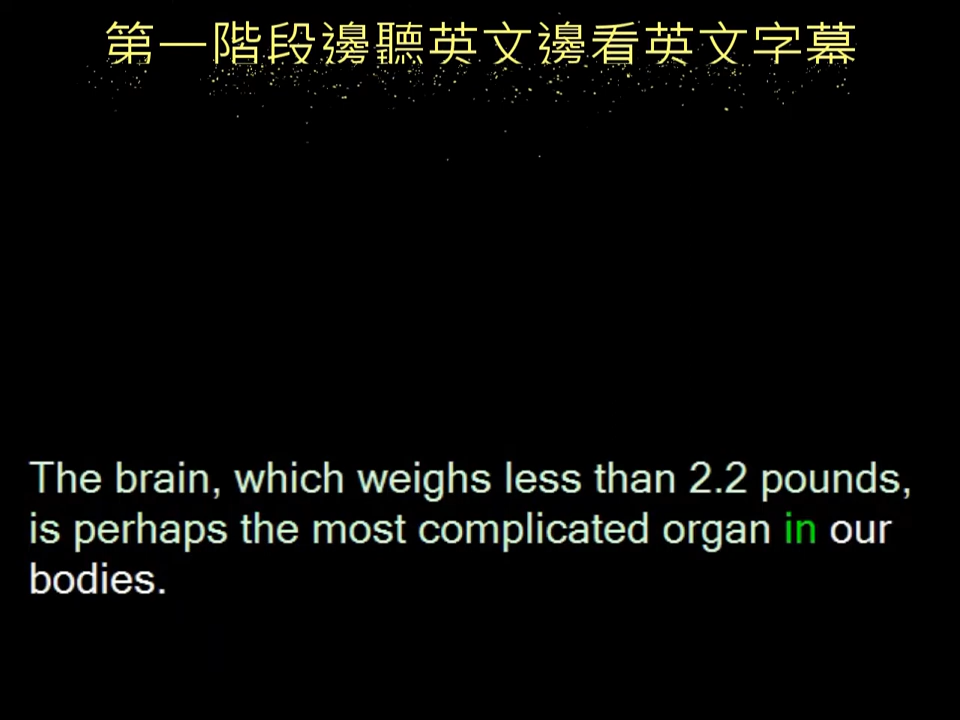 第一階段邊聽英文邊看英文字幕
The brain, which weighs less than 2.2 pounds,
is perhaps the most complicated organ in our
bodies.